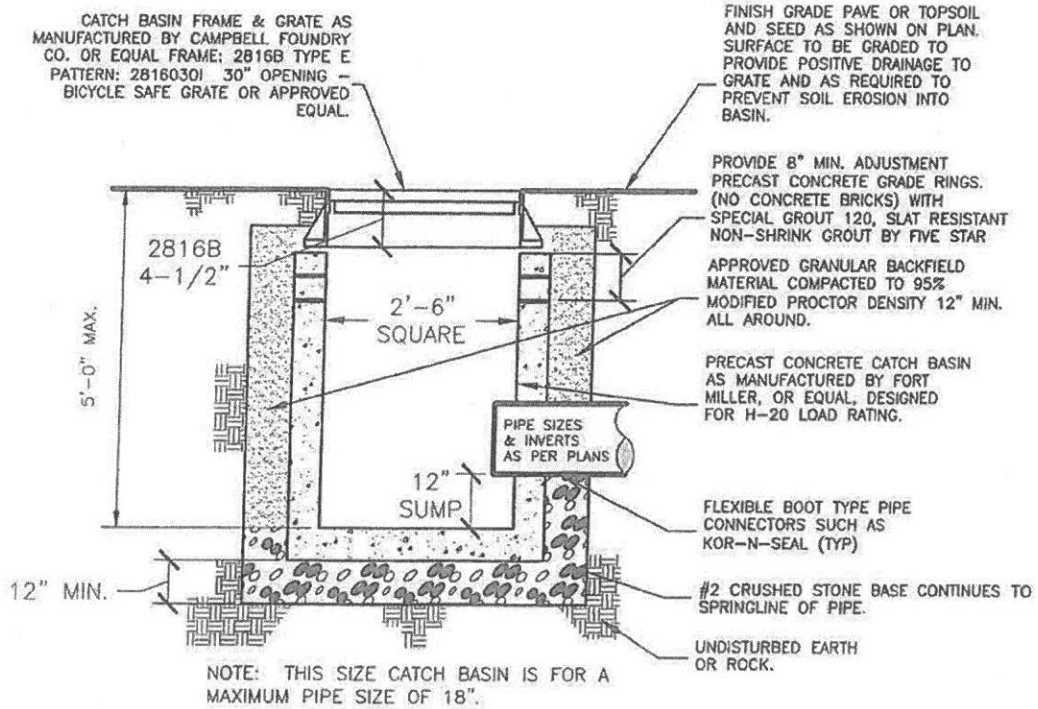 CATCH BASIN FRAME & GRATE AS
MANUFACTURED BY CAMPBELL FOUNDRY
CO. OR EQUAL FRAME: 2816B TYPE E
PATTERN: 28160301 30" OPENING –
BICYCLE SAFE GRATE OR APPROVED
EQUAL.
FINISH GRADE PAVE OR TOPSOIL
AND SEED AS SHOWN ON PLAN.
SURFACE TO BE GRADED TO
PROVIDE POSITIVE DRAINAGE TO
GRATE AND AS REQUIRED TO
PREVENT SOIL EROSION INTO
BASIN.
PROVIDE 8" MIN. ADJUSTMENT
PRECAST CONCRETE GRADE RINGS.
(NO CONCRETE BRICKS) WITH
SPECIAL GROUT 120, SLAT RESISTANT
NON-SHRINK GROUT BY FIVE STAR
2816B
4-1/2"
5'-0" MAX.
2'-6"
SQUARE
APPROVED GRANULAR BACKFIELD
MATERIAL COMPACTED TO 95%
MODIFIED PROCTOR DENSITY 12" MIN.
ALL AROUND.
PRECAST CONCRETE CATCH BASIN
AS MANUFACTURED BY FORT
MILLER, OR EQUAL, DESIGNED
FOR H-20 LOAD RATING.
PIPE SIZES
& INVERTS
AS PER PLANS
12"
SUMP
FLEXIBLE BOOT TYPE PIPE
CONNECTORS SUCH AS
KOR-N-SEAL (TYP)
12" MIN.
#2 CRUSHED STONE BASE CONTINUES TO
SPRINGLINE OF PIPE.
UNDISTURBED EARTH
OR ROCK.
NOTE: THIS SIZE CATCH BASIN IS FOR A
MAXIMUM PIPE SIZE OF 18".